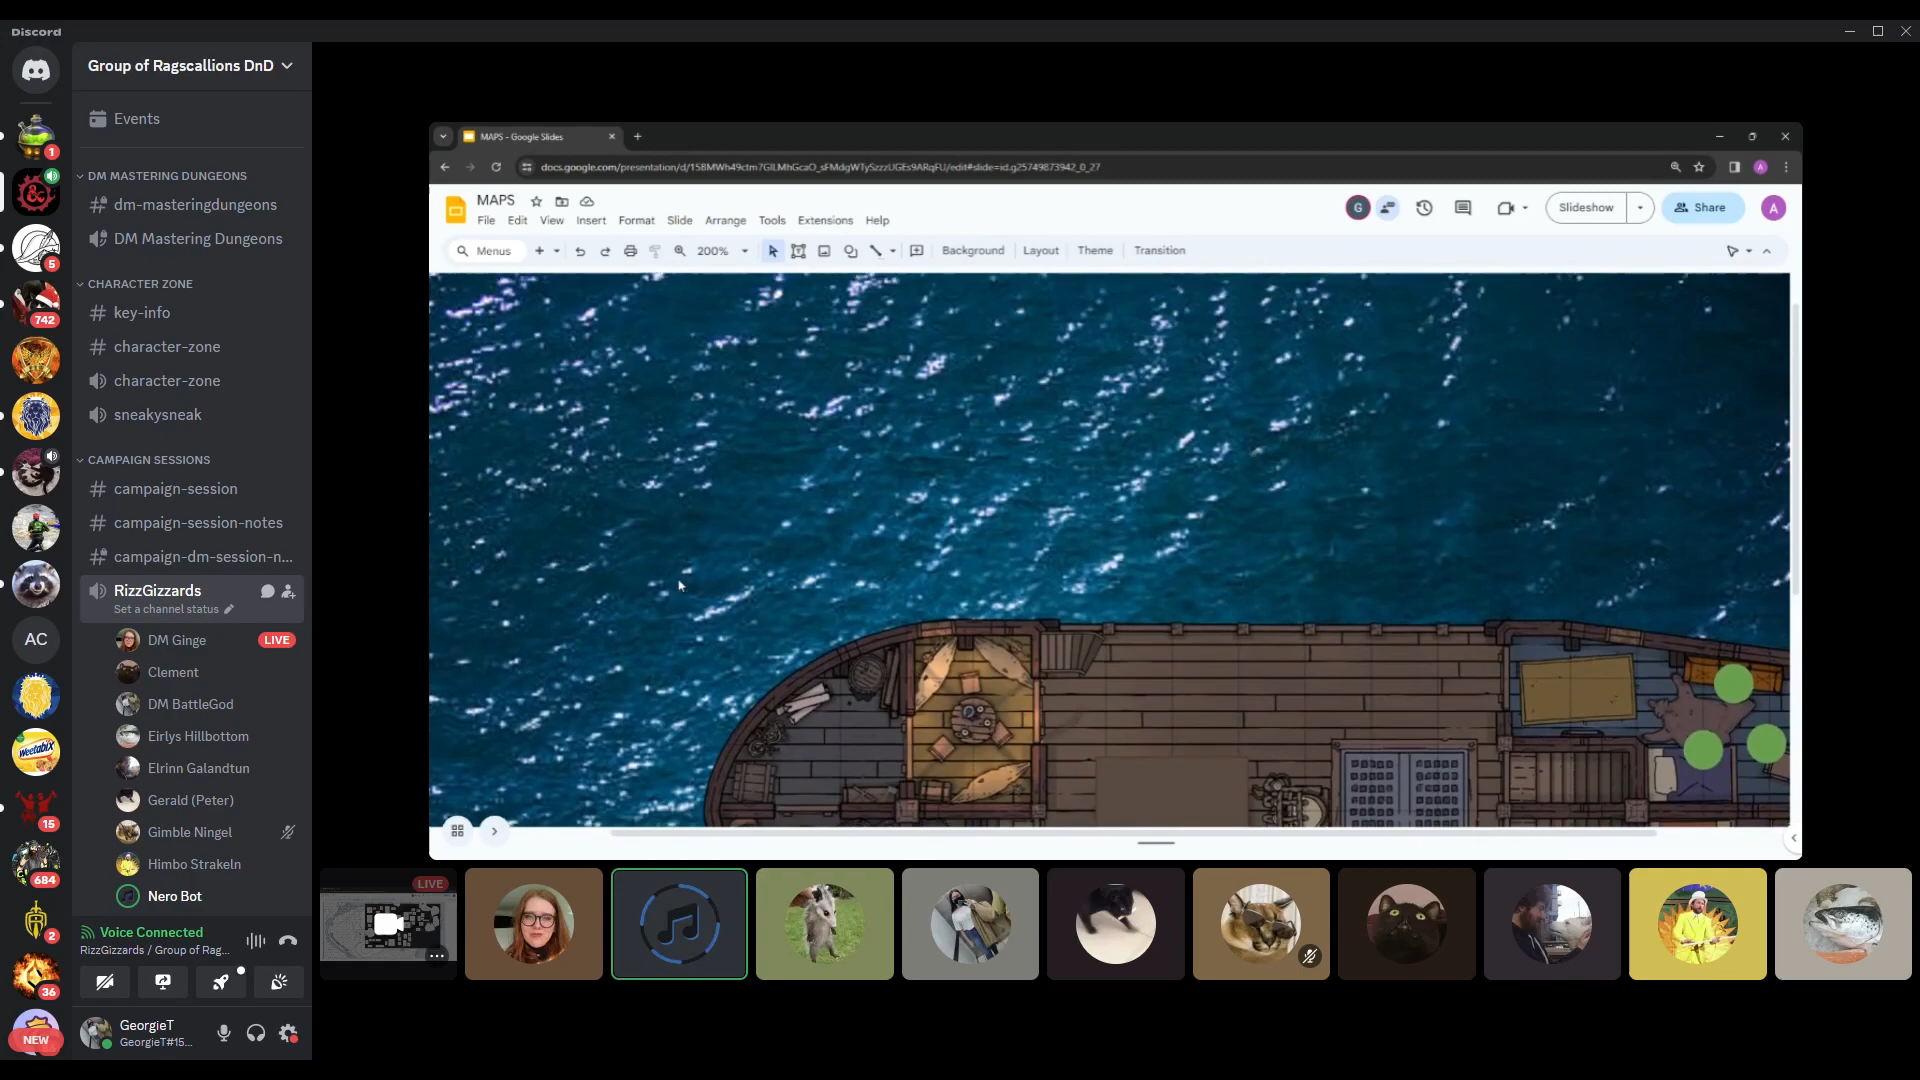 Discord
Group of Ragscallions DnD
Events
DM MASTERING DUNGEONS
dm-masteringdungeons
DM Mastering Dungeons
CHARACTER ZONE
key-info
character-zone
character-zone
sneakysneak
CAMPAIGN SESSIONS
campaign-session
campaign-session-notes
campaign-dm-session-n...
RizzGizzards
Set a channel status
DM Ginge
LIVE
Clement
DM BattleGod
Eirlys Hillbottom
Elrinn Galandtun
Gerald (Peter)
Gimble Ningel
Himbo Strakeln
Nero Bot
Voice Connected
RizzGizzards / Group of Rag...
GeorgieT
GeorgieT#15...
1
5
742
AC
weetabix
15
684
2
36
NEW
MAPS - Google Slides
MAPS
File Edit View Insert Format Slide Arrange Tools Extensions Help
G
Slideshow
Share
A
Menus
200%
Background
Layout
Theme
Transition
LIVE